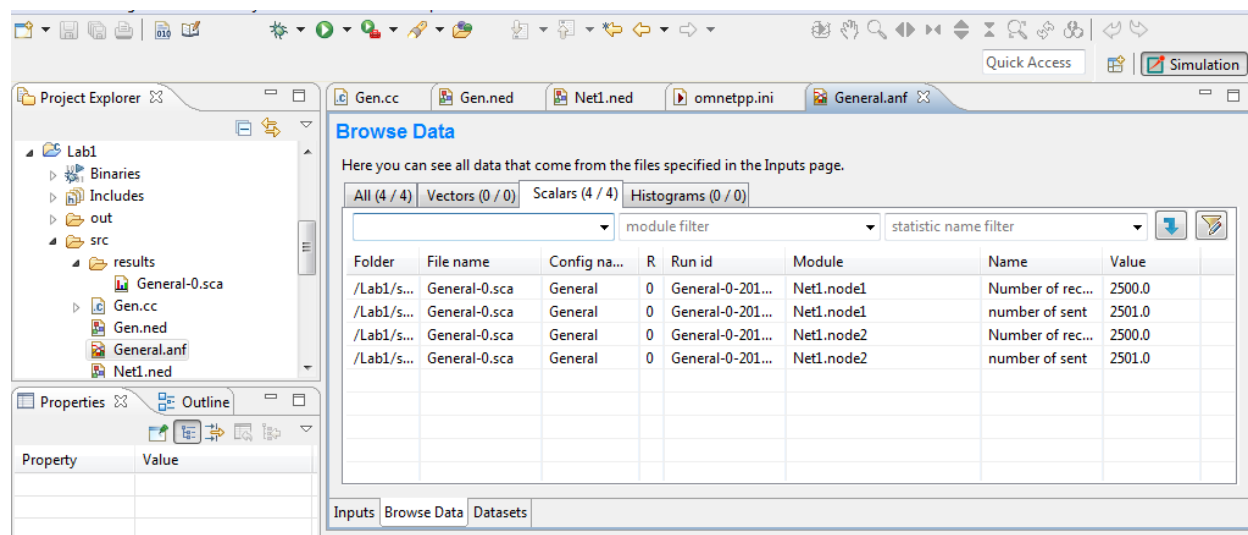 Quick Access Simulation
Project Explorer
Gen.cc Gen.ned Net1.ned omnetpp.ini General.anf
Browse Data
Here you can see all data that come from the files specified in the Inputs page.
All (4 / 4) Vectors (0 / 0) Scalars (4 / 4) Histograms (0 / 0)
module filter statistic name filter
Folder File name Config na... R Run id Module Name Value
/Lab1/s... General-0.sca General 0 General-0-201... Net1.node1 Number of rec... 2500.0
/Lab1/s... General-0.sca General 0 General-0-201... Net1.node1 number of sent 2501.0
/Lab1/s... General-0.sca General 0 General-0-201... Net1.node2 Number of rec... 2500.0
/Lab1/s... General-0.sca General 0 General-0-201... Net1.node2 number of sent 2501.0
Lab1
Binaries
Includes
out
src
results
General-0.sca
Gen.cc
Gen.ned
General.anf
Net1.ned
Properties Outline
Property Value
Inputs Browse Data Datasets